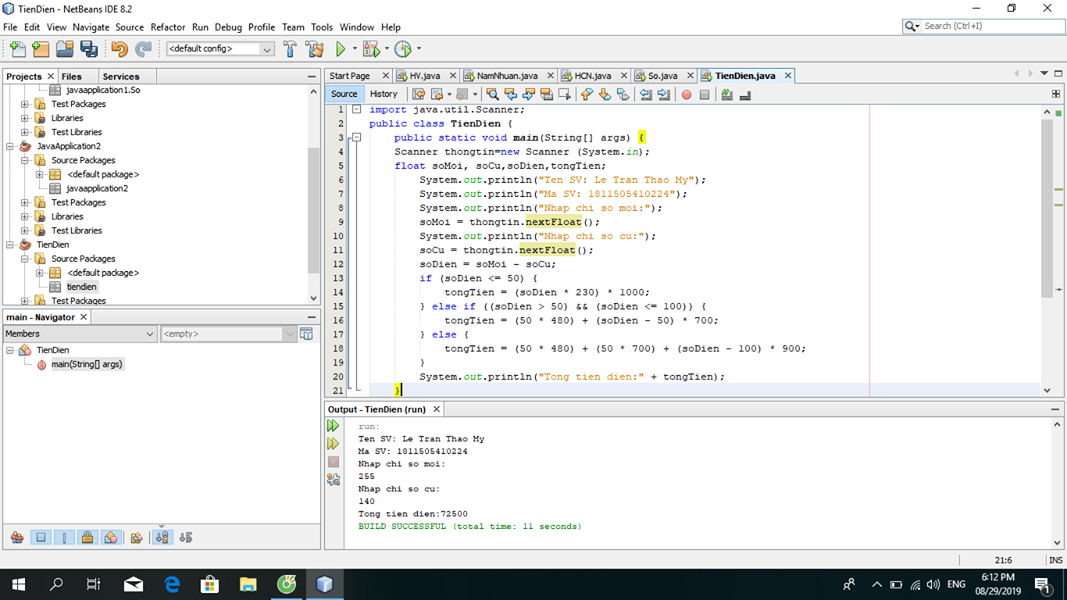 TienDien - NetBeans IDE 8.2
File Edit View Navigate Source Refactor Run Debug Profile Team Tools Window Help
Search (Ctrl+I)
<default config>
Projects Files Services
Start Page HV.java NamNhuan.java HCN.java So.java TienDien.java
Source History
javaapplication1.So
Test Packages
Libraries
Test Libraries
JavaApplication2
Source Packages
<default package>
javaapplication2
Test Packages
Libraries
Test Libraries
TienDien
Source Packages
<default package>
tiendien
Test Packages
main - Navigator
Members <empty>
TienDien
main(String[] args)
1 import java.util.Scanner;
2 public class TienDien {
3 public static void main(String[] args) {
4 Scanner thongtin=new Scanner (System.in);
5 float soMoi, soCu,soDien,tongTien;
6 System.out.println("Ten SV: Le Tran Thao My");
7 System.out.println("Ma SV: 1811505410224");
8 System.out.println("Nhap chi so moi:");
9 soMoi = thongtin.nextFloat();
10 System.out.println("Nhap chi so cu:");
11 soCu = thongtin.nextFloat();
12 soDien = soMoi - soCu;
13 if (soDien <= 50) {
14 tongTien = (soDien * 230) * 1000;
15 } else if ((soDien > 50) && (soDien <= 100)) {
16 tongTien = (50 * 480) + (soDien - 50) * 700;
17 } else {
18 tongTien = (50 * 480) + (50 * 700) + (soDien - 100) * 900;
19 }
20 System.out.println("Tong tien dien:" + tongTien);
21 }
Output - TienDien (run)
run:
Ten SV: Le Tran Thao My
Ma SV: 1811505410224
Nhap chi so moi:
255
Nhap chi so cu:
140
Tong tien dien:72500
BUILD SUCCESSFUL (total time: 11 seconds)
21:6 INS
ENG
6:12 PM
08/29/2019
1